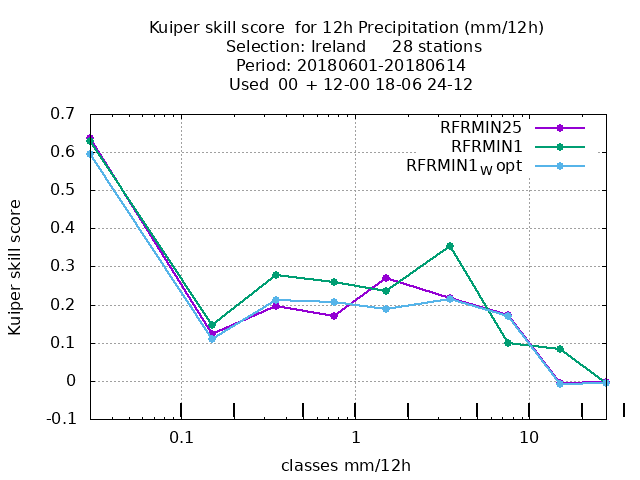 Kuiper skill score for 12h Precipitation (mm/12h)
Selection: Ireland 28 stations
Period: 20180601-20180614
Used 00 + 12-00 18-06 24-12
RFRMIN25
RFRMIN1
RFRMIN1W opt
0.7
0.6
0.5
0.4
0.3
0.2
0.1
0
-0.1
Kuiper skill score
0.1 1 10
classes mm/12h